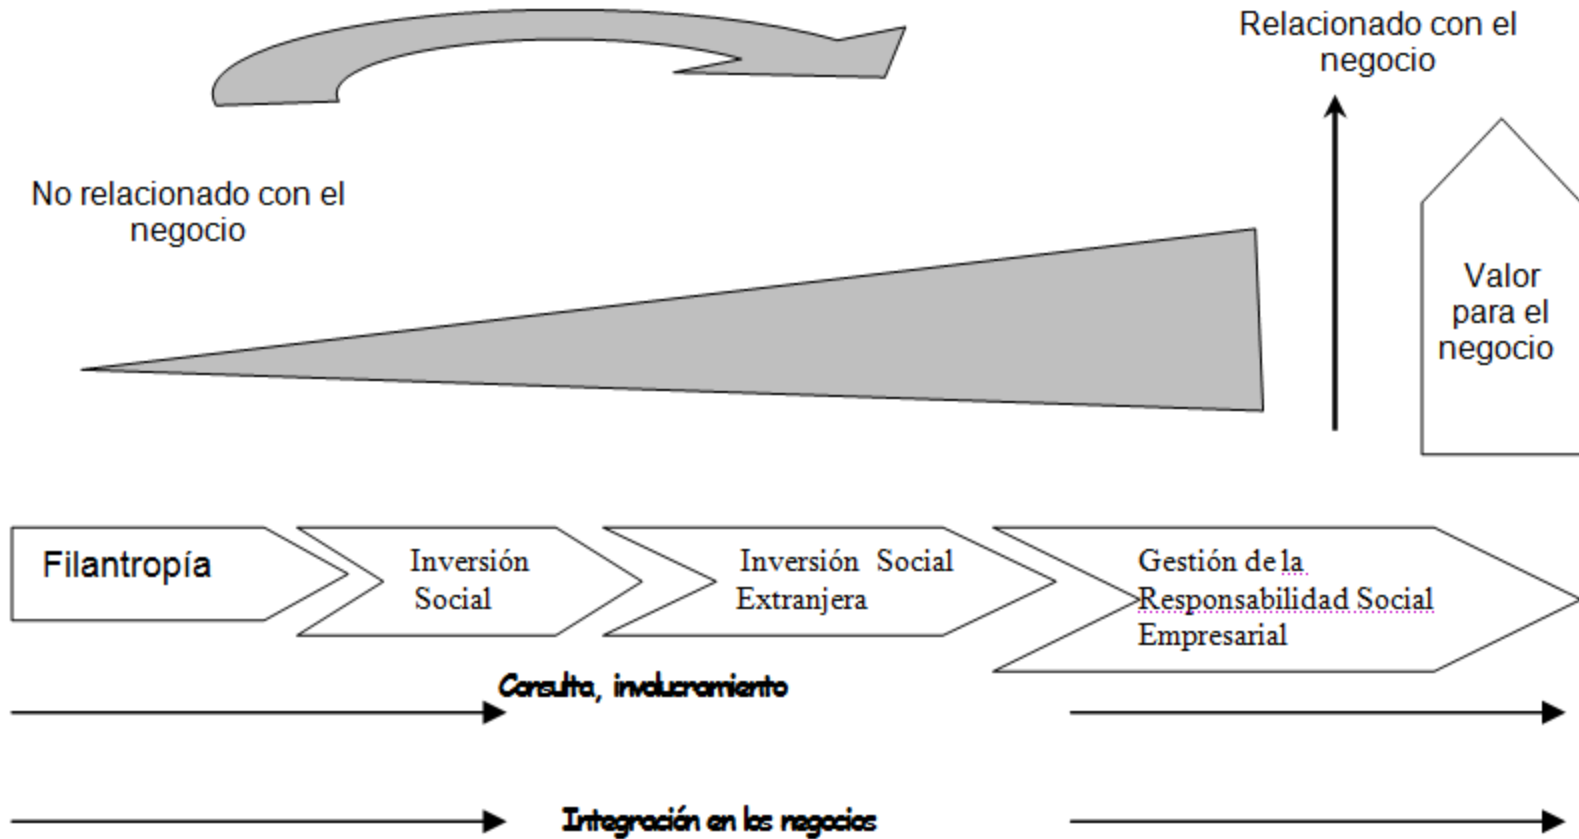 Relacionado con el
negocio
No relacionado con el
negocio
Valor
para el
negocio
Filantropía
Inversión
Social
Inversión Social
Extranjera
Gestión de la
Responsabilidad Social
Empresarial
Consulta, involucramiento
Integración en los negocios